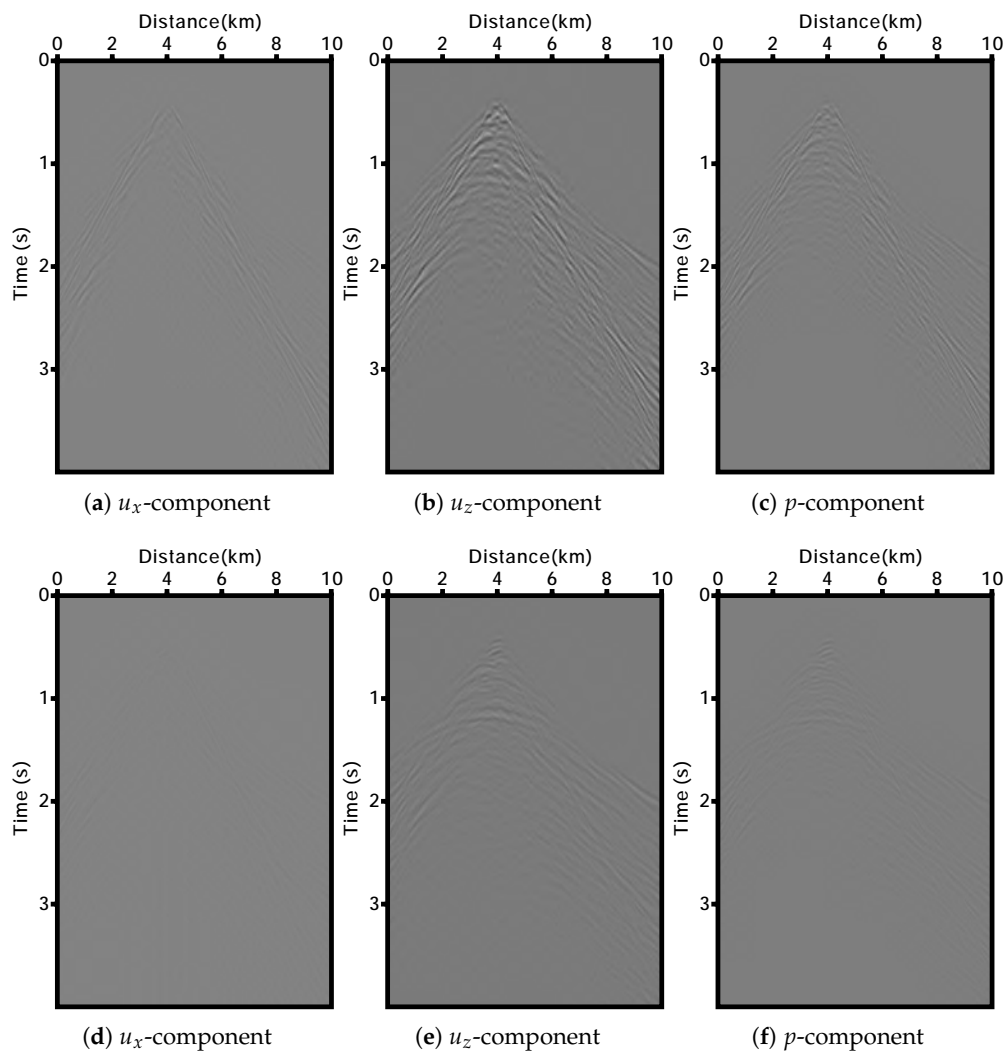 Distance(km) Distance(km) Distance(km)
0 2 4 6 8 10 0 2 4 6 8 10 0 2 4 6 8 10
0 0 0
1 1 1
Time (s) Time (s) Time (s)
2 2 2
3 3 3
(a) uₓ-component (b) u_z-component (c) p-component
Distance(km) Distance(km) Distance(km)
0 2 4 6 8 10 0 2 4 6 8 10 0 2 4 6 8 10
0 0 0
1 1 1
Time (s) Time (s) Time (s)
2 2 2
3 3 3
(d) uₓ-component (e) u_z-component (f) p-component